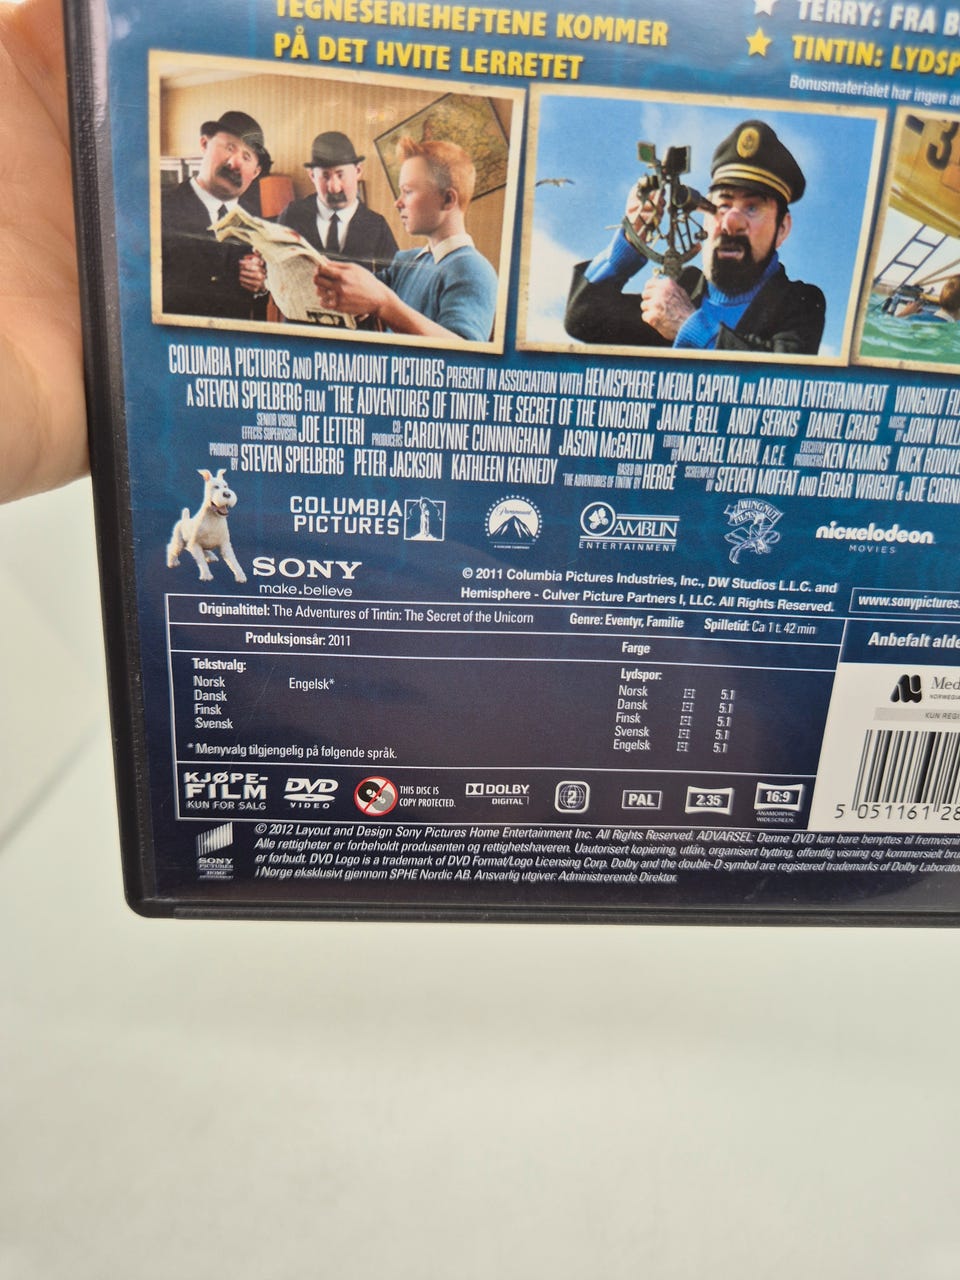 TEGNESERIEHEFTENE KOMMER
PÅ DET HVITE LERRETET
TERRY: FRA
TINTIN:
Bonusmaterialet har ingen
COLUMBIA PICTURES AND PARAMOUNT PICTURES PRESENT IN ASSOCIATION WITH HEMISPHERE MEDIA CAPITAL AN AMBLIN ENTERTAINMENT WINGNUT
A STEVEN SPIELBERG FILM "THE ADVENTURES OF TINTIN: THE SECRET OF THE UNICORN" JAMIE BELL ANDY SERKIS DANIEL CRAIG MUSIC BY JOHN
SENIOR VISUAL EFFECTS SUPERVISOR JOE LETTERI CO-PRODUCERS CAROLYNNE CUNNINGHAM JASON McGATLIN EDITED BY MICHAEL KAHN, A.C.E. EXECUTIVE PRODUCERS KEN KAMINS NICK
PRODUCED BY STEVEN SPIELBERG PETER JACKSON KATHLEEN KENNEDY "THE ADVENTURES OF TINTIN" BASED ON BY HERGÉ SCREENPLAY BY STEVEN MOFFAT AND EDGAR WRIGHT & JOE
COLUMBIA
PICTURES
Paramount
AMBLIN
ENTERTAINMENT
WINGNUT
FILMS
nickelodeon
MOVIES
SONY
make.believe
© 2011 Columbia Pictures Industries, Inc., DW Studios L.L.C. and
Hemisphere - Culver Picture Partners I, LLC. All Rights Reserved.
www.sonypictures.
Originaltittel: The Adventures of Tintin: The Secret of the Unicorn Genre: Eventyr, Familie Spilletid: Ca 1 t. 42 min
Produksjonsår: 2011 Farge
Anbefalt
Tekstvalg: Lydspor:
Norsk Engelsk* Norsk 5.1
Dansk Dansk 5.1
Finsk Finsk 5.1
Svensk Svensk 5.1
Engelsk 5.1
* Menyvalg tilgjengelig på følgende språk.
KUN
KJØPE-
FILM
KUN FOR SALG
DVD
VIDEO
THIS DISC IS
COPY PROTECTED.
DOLBY
DIGITAL
2
PAL
2.35
16:9
ANAMORPHIC
WIDESCREEN
5 051161 28
SONY
PICTURES
HOME
ENTERTAINMENT
© 2012 Layout and Design Sony Pictures Home Entertainment Inc. All Rights Reserved. ADVARSEL: Denne DVD kan bare benyttes til
Alle rettigheter er forbeholdt produsenten og rettighetshaveren. Uautorisert kopiering, utlån, organisert bytting, offentlig visning og kommersielt
er forbudt. DVD Logo is a trademark of DVD Format/Logo Licensing Corp. Dolby and the double-D symbol are registered trademarks of Dolby
i Norge eksklusivt gjennom SPHE Nordic AB. Ansvarlig utgiver: Administrerende Direktør.